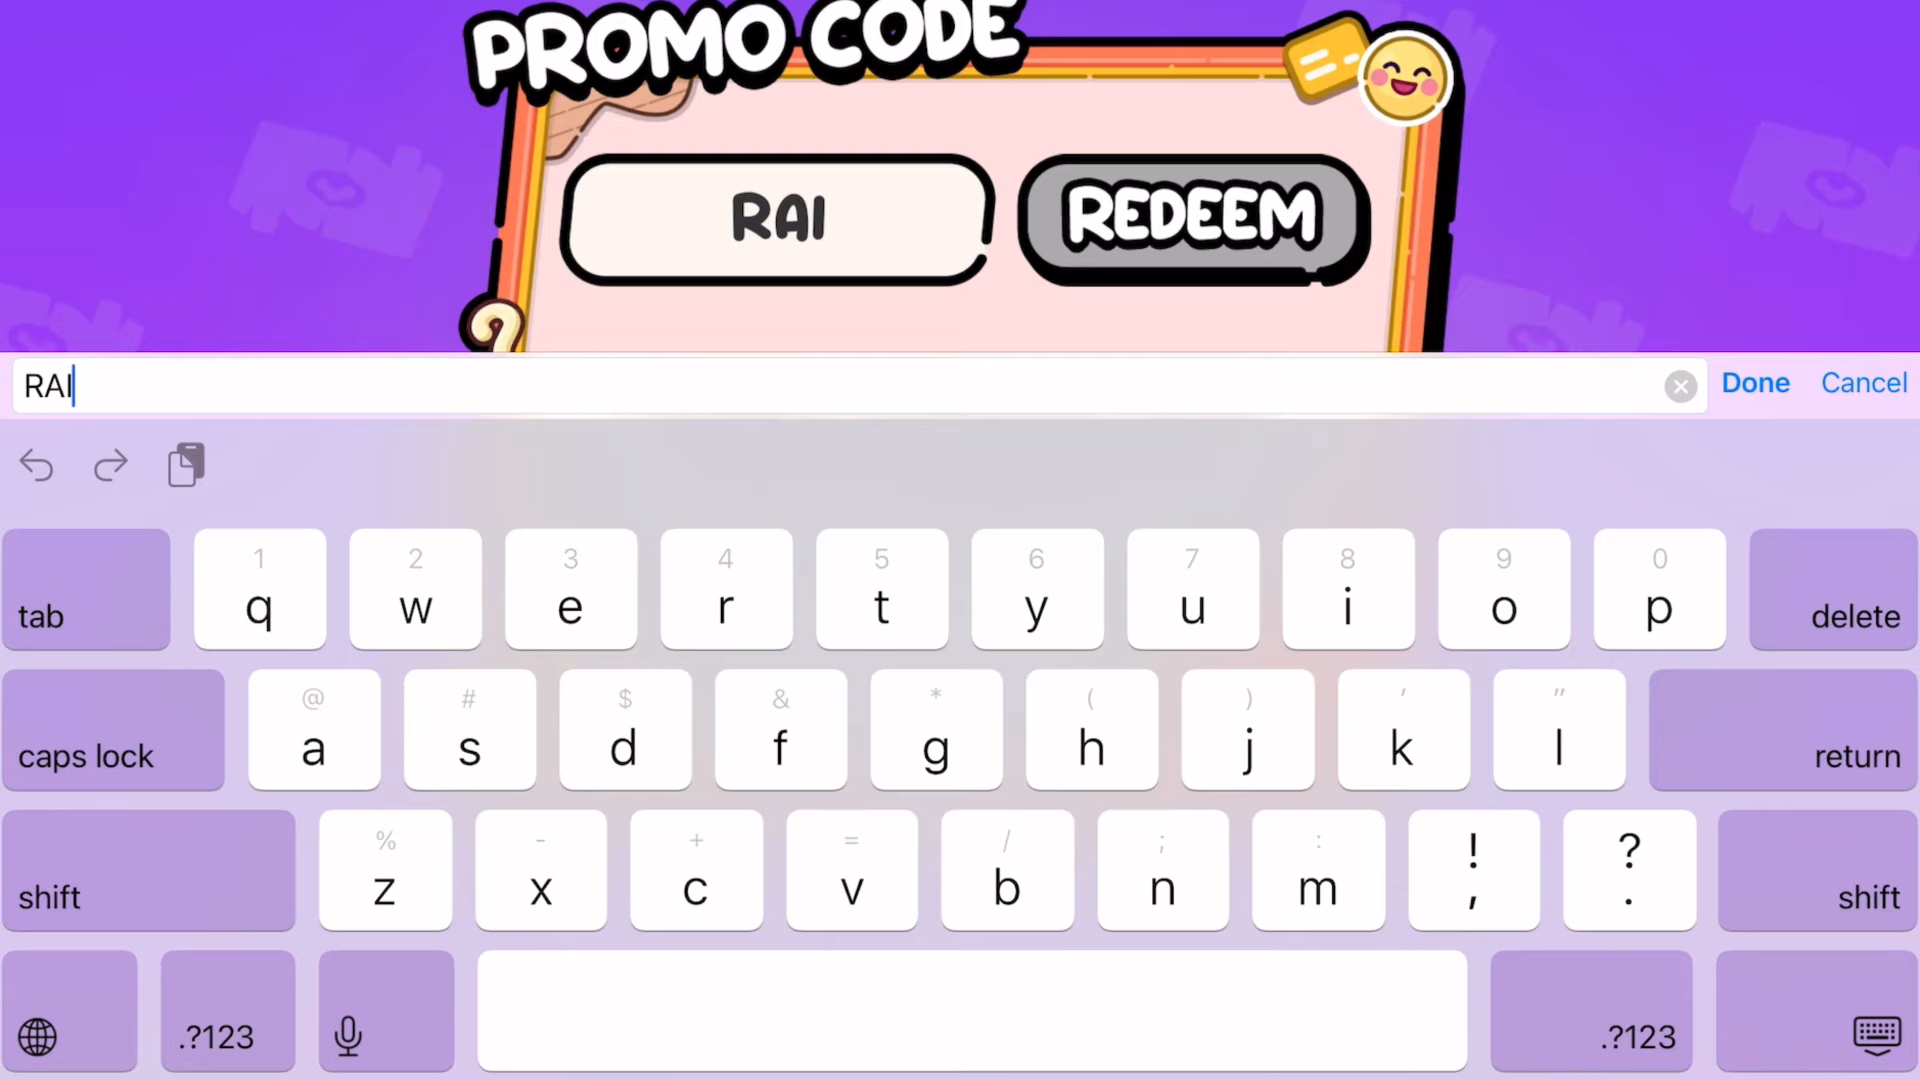 PROMO CODE
RAI
REDEEM
RAI
Done
Cancel
1 2 3 4 5 6 7 8 9 0
tab q w e r t y u i o p delete
@ # $ & * ( ) ' "
caps lock a s d f g h j k l return
% - + = / ; : ! ?
shift z x c v b n m , . shift
.?123 .?123